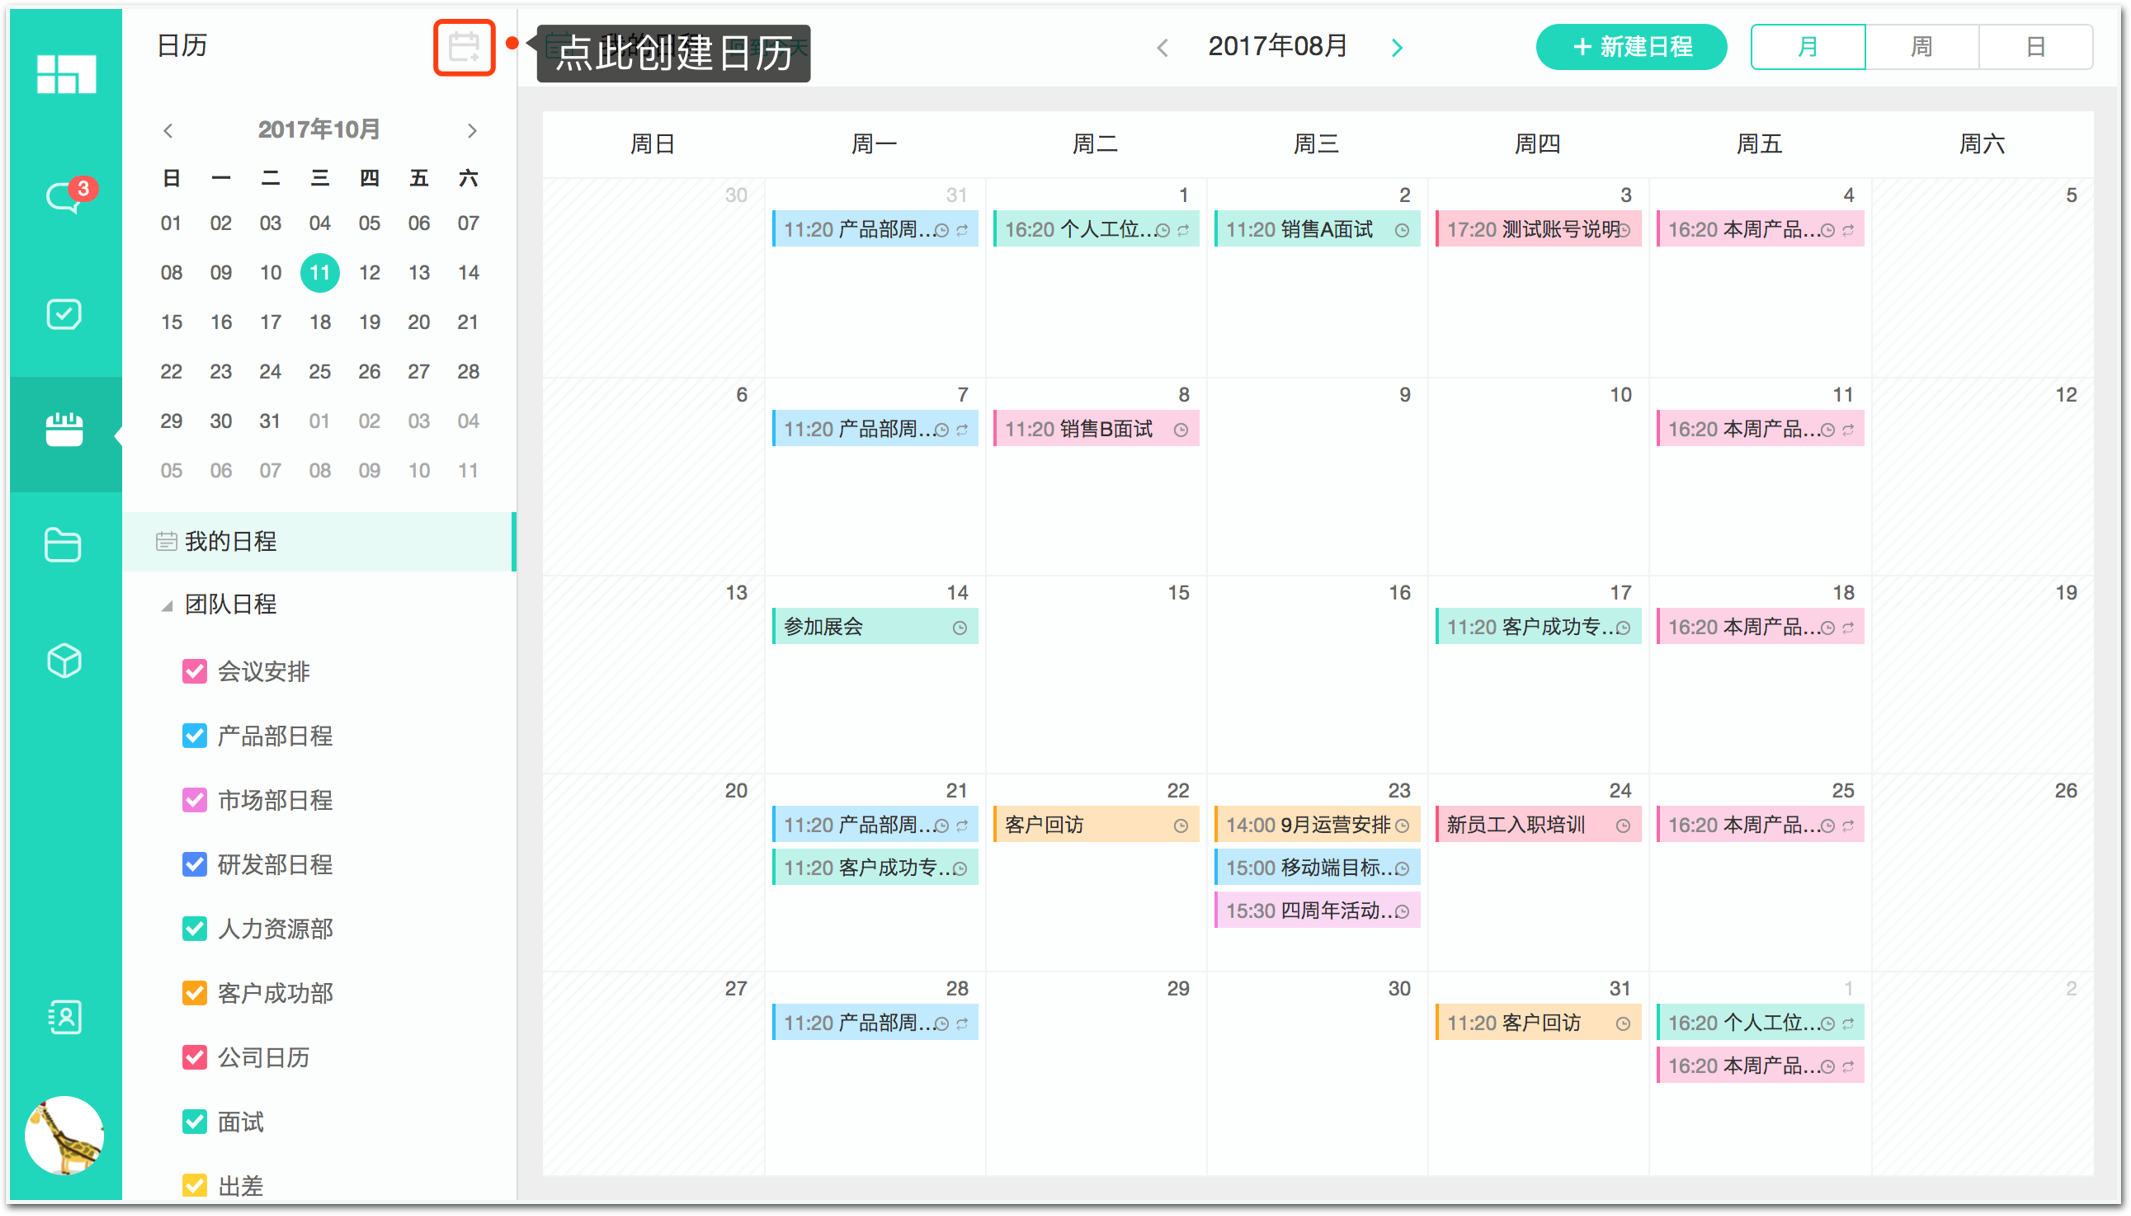 日历
点此创建日历
2017年08月
+ 新建日程
月 周 日
3
2017年10月
日 一 二 三 四 五 六
01 02 03 04 05 06 07
08 09 10 11 12 13 14
15 16 17 18 19 20 21
22 23 24 25 26 27 28
29 30 31 01 02 03 04
05 06 07 08 09 10 11
我的日程
团队日程
会议安排
产品部日程
市场部日程
研发部日程
人力资源部
客户成功部
公司日历
面试
出差
周日 周一 周二 周三 周四 周五 周六
30 31 1 2 3 4 5
11:20 产品部周... 16:20 个人工位... 11:20 销售A面试 17:20 测试账号说明 16:20 本周产品...
6 7 8 9 10 11 12
11:20 产品部周... 11:20 销售B面试 16:20 本周产品...
13 14 15 16 17 18 19
参加展会 11:20 客户成功专... 16:20 本周产品...
20 21 22 23 24 25 26
11:20 产品部周... 客户回访 14:00 9月运营安排 新员工入职培训 16:20 本周产品...
11:20 客户成功专... 15:00 移动端目标...
15:30 四周年活动...
27 28 29 30 31 1 2
11:20 产品部周... 11:20 客户回访 16:20 个人工位...
16:20 本周产品...